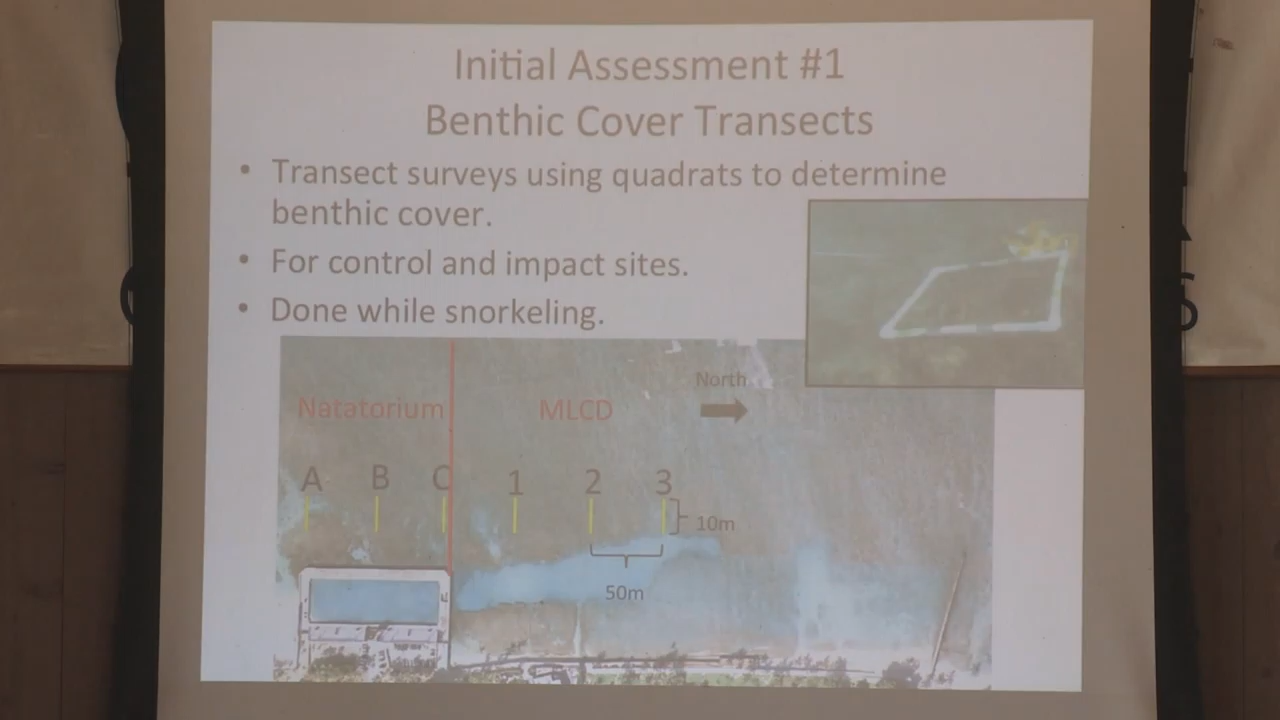 Initial Assessment #1
Benthic Cover Transects
• Transect surveys using quadrats to determine
benthic cover.
• For control and impact sites.
• Done while snorkeling.
North
Natatorium
MLCD
A B C 1 2 3
10m
50m